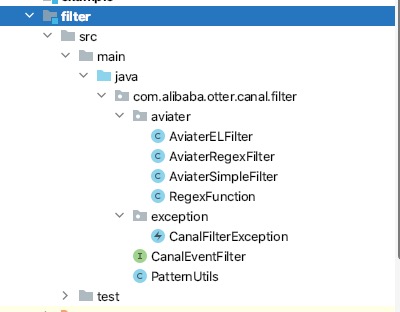 filter
src
main
java
com.alibaba.otter.canal.filter
aviater
C AviaterELFilter
C AviaterRegexFilter
C AviaterSimpleFilter
C RegexFunction
exception
CanalFilterException
I CanalEventFilter
C PatternUtils
test